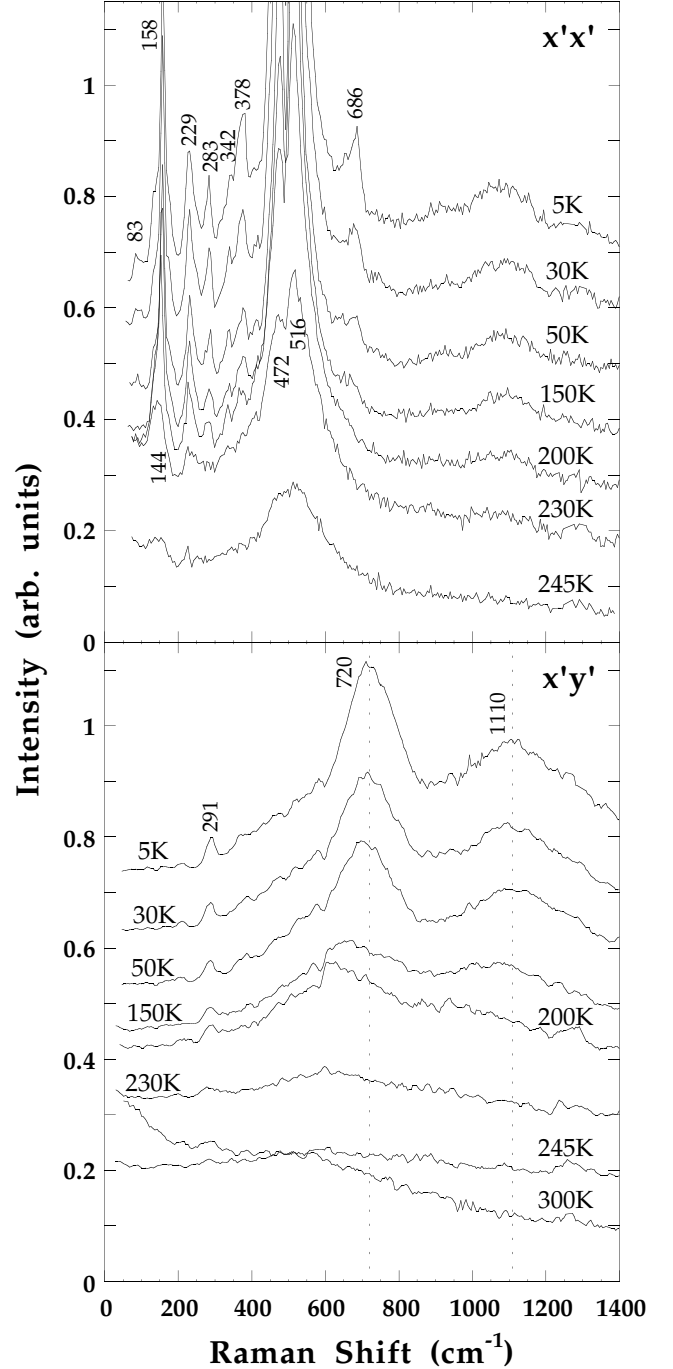 x'x'
158
1
378
229
686
283
342
0.8
5K
83
30K
0.6
50K
516
472
150K
0.4
144
200K
230K
0.2
245K
0
x'y'
720
1110
1
291
0.8
5K
30K
0.6
50K
150K
200K
0.4
230K
245K
0.2
300K
0
0 200 400 600 800 1000 1200 1400
Intensity (arb. units)
Raman Shift (cm⁻¹)